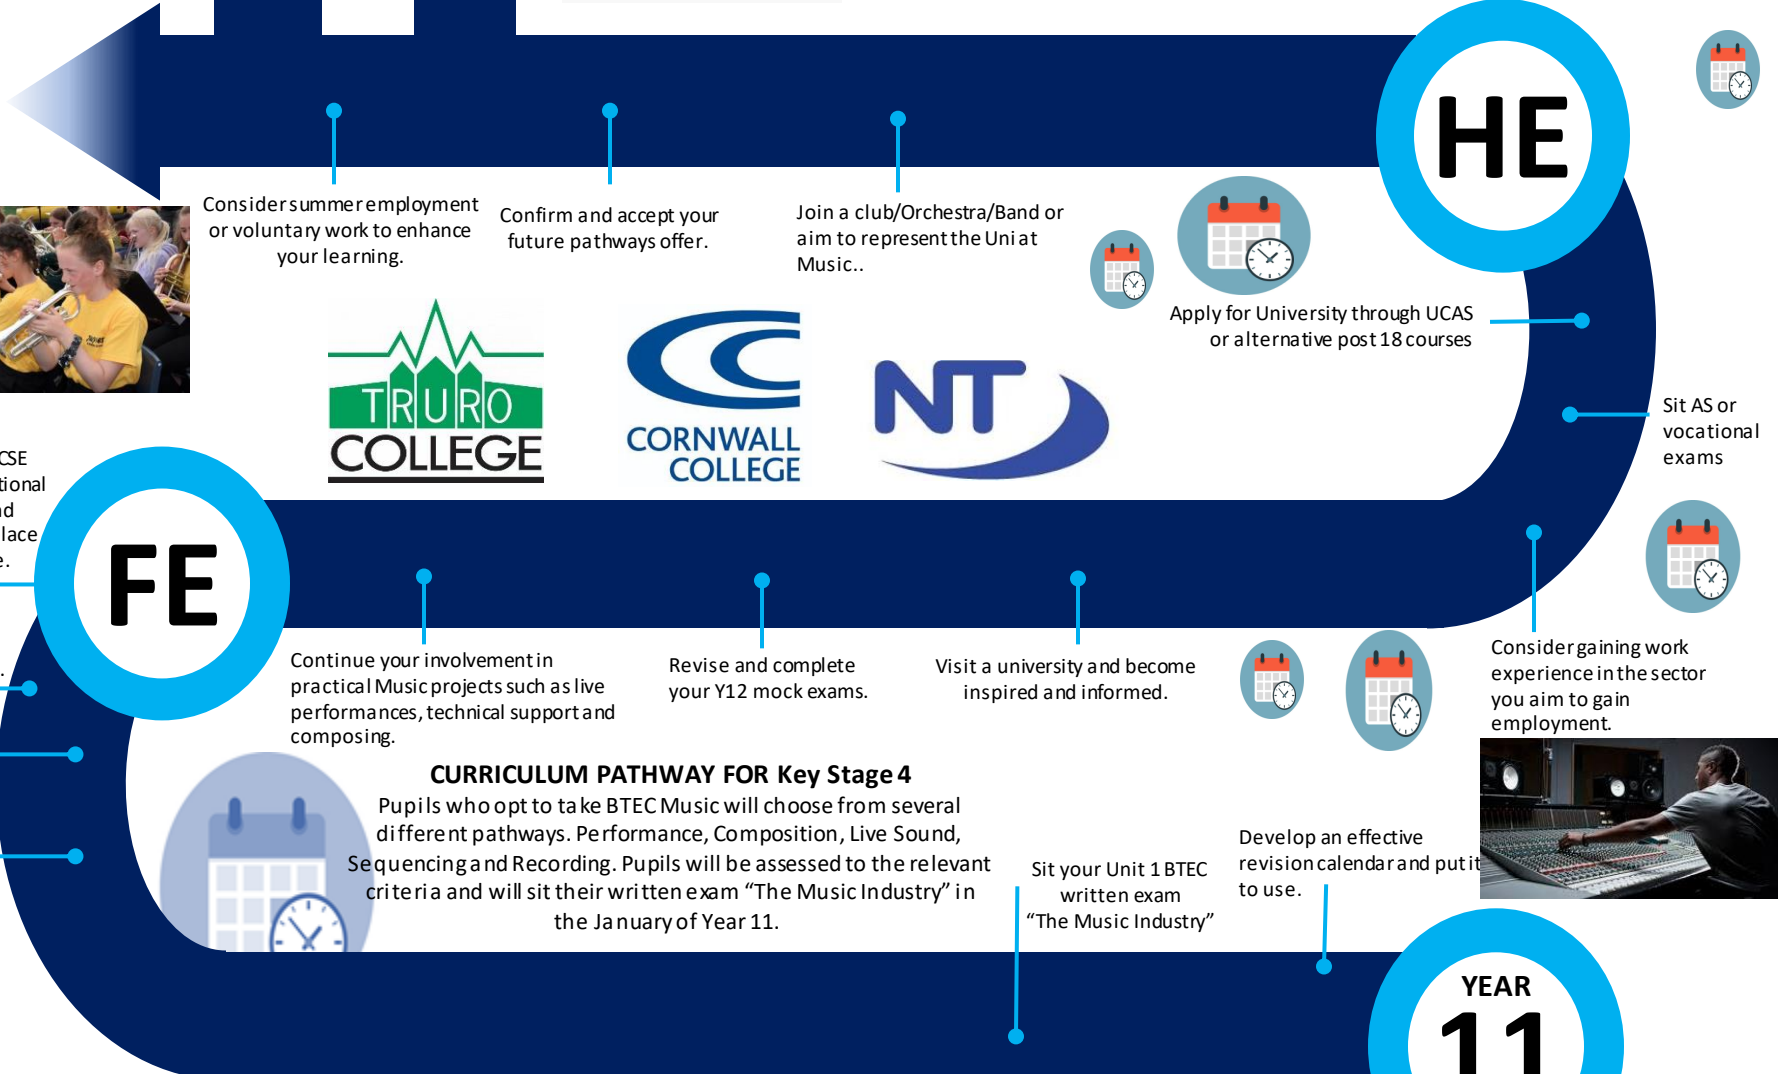 HE
Consider summer employment
or voluntary work to enhance
your learning.
Confirm and accept your
future pathways offer.
Join a club/Orchestra/Band or
aim to represent the Uni at
Music..
Apply for University through UCAS
or alternative post 18 courses
TRURO
COLLEGE
CORNWALL
COLLEGE
NT
Sit AS or
vocational
exams
CSE
tional
nd
lace
e.
FE
.
Continue your involvement in
practical Music projects such as live
performances, technical support and
composing.
Revise and complete
your Y12 mock exams.
Visit a university and become
inspired and informed.
Consider gaining work
experience in the sector
you aim to gain
employment.
CURRICULUM PATHWAY FOR Key Stage 4
Pupils who opt to take BTEC Music will choose from several
different pathways. Performance, Composition, Live Sound,
Sequencing and Recording. Pupils will be assessed to the relevant
criteria and will sit their written exam “The Music Industry” in
the January of Year 11.
Sit your Unit 1 BTEC
written exam
“The Music Industry”
Develop an effective
revision calendar and put it
to use.
YEAR
11